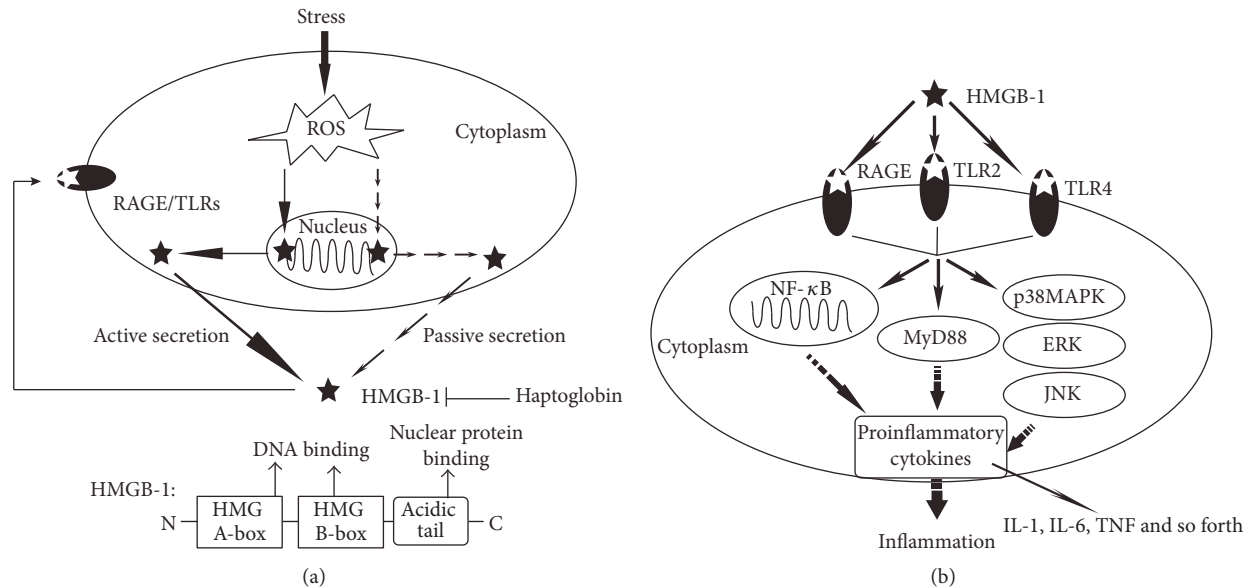 Stress
ROS
Cytoplasm
RAGE/TLRs
Nucleus
Active secretion
Passive secretion
HMGB-1
Haptoglobin
DNA binding
Nuclear protein
binding
HMGB-1:
N
HMG
A-box
HMG
B-box
Acidic
tail
C
(a)
HMGB-1
RAGE
TLR2
TLR4
NF-κB
p38MAPK
MyD88
ERK
Cytoplasm
JNK
Proinflammatory
cytokines
IL-1, IL-6, TNF and so forth
Inflammation
(b)